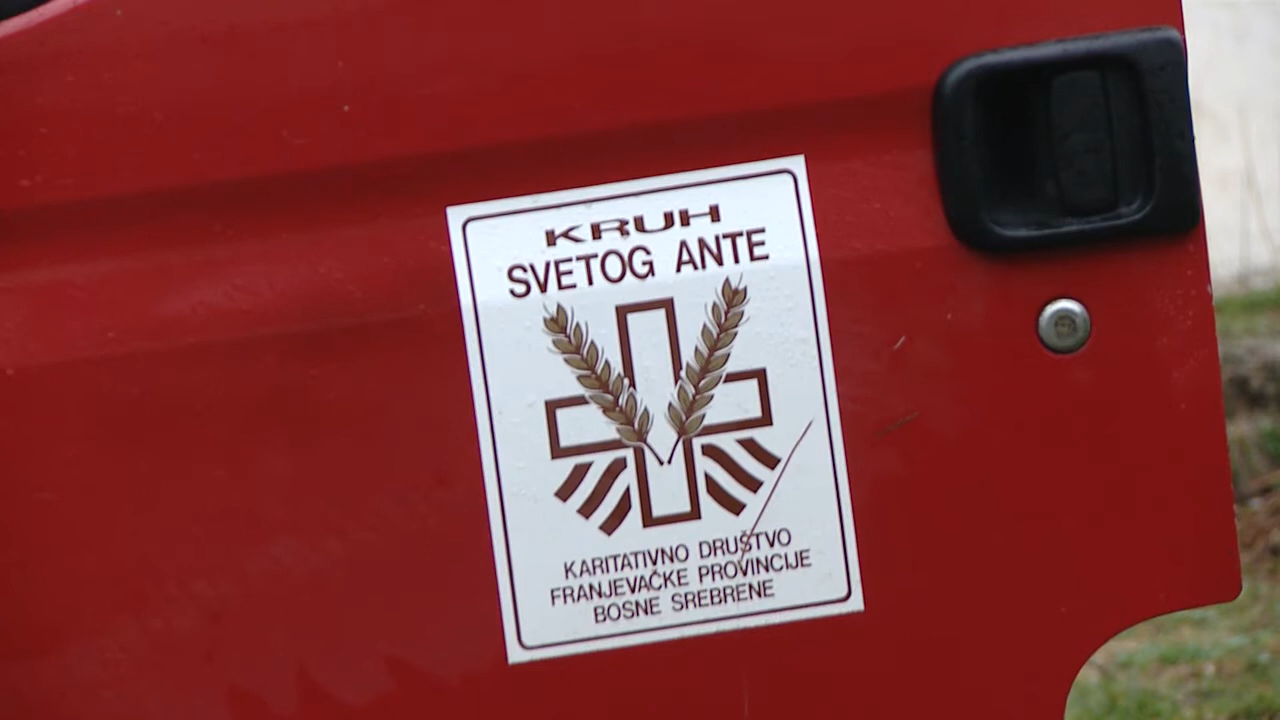 KRUH
SVETOG ANTE
KARITATIVNO DRUŠTVO
FRANJEVAČKE PROVINCIJE
BOSNE SREBRENE